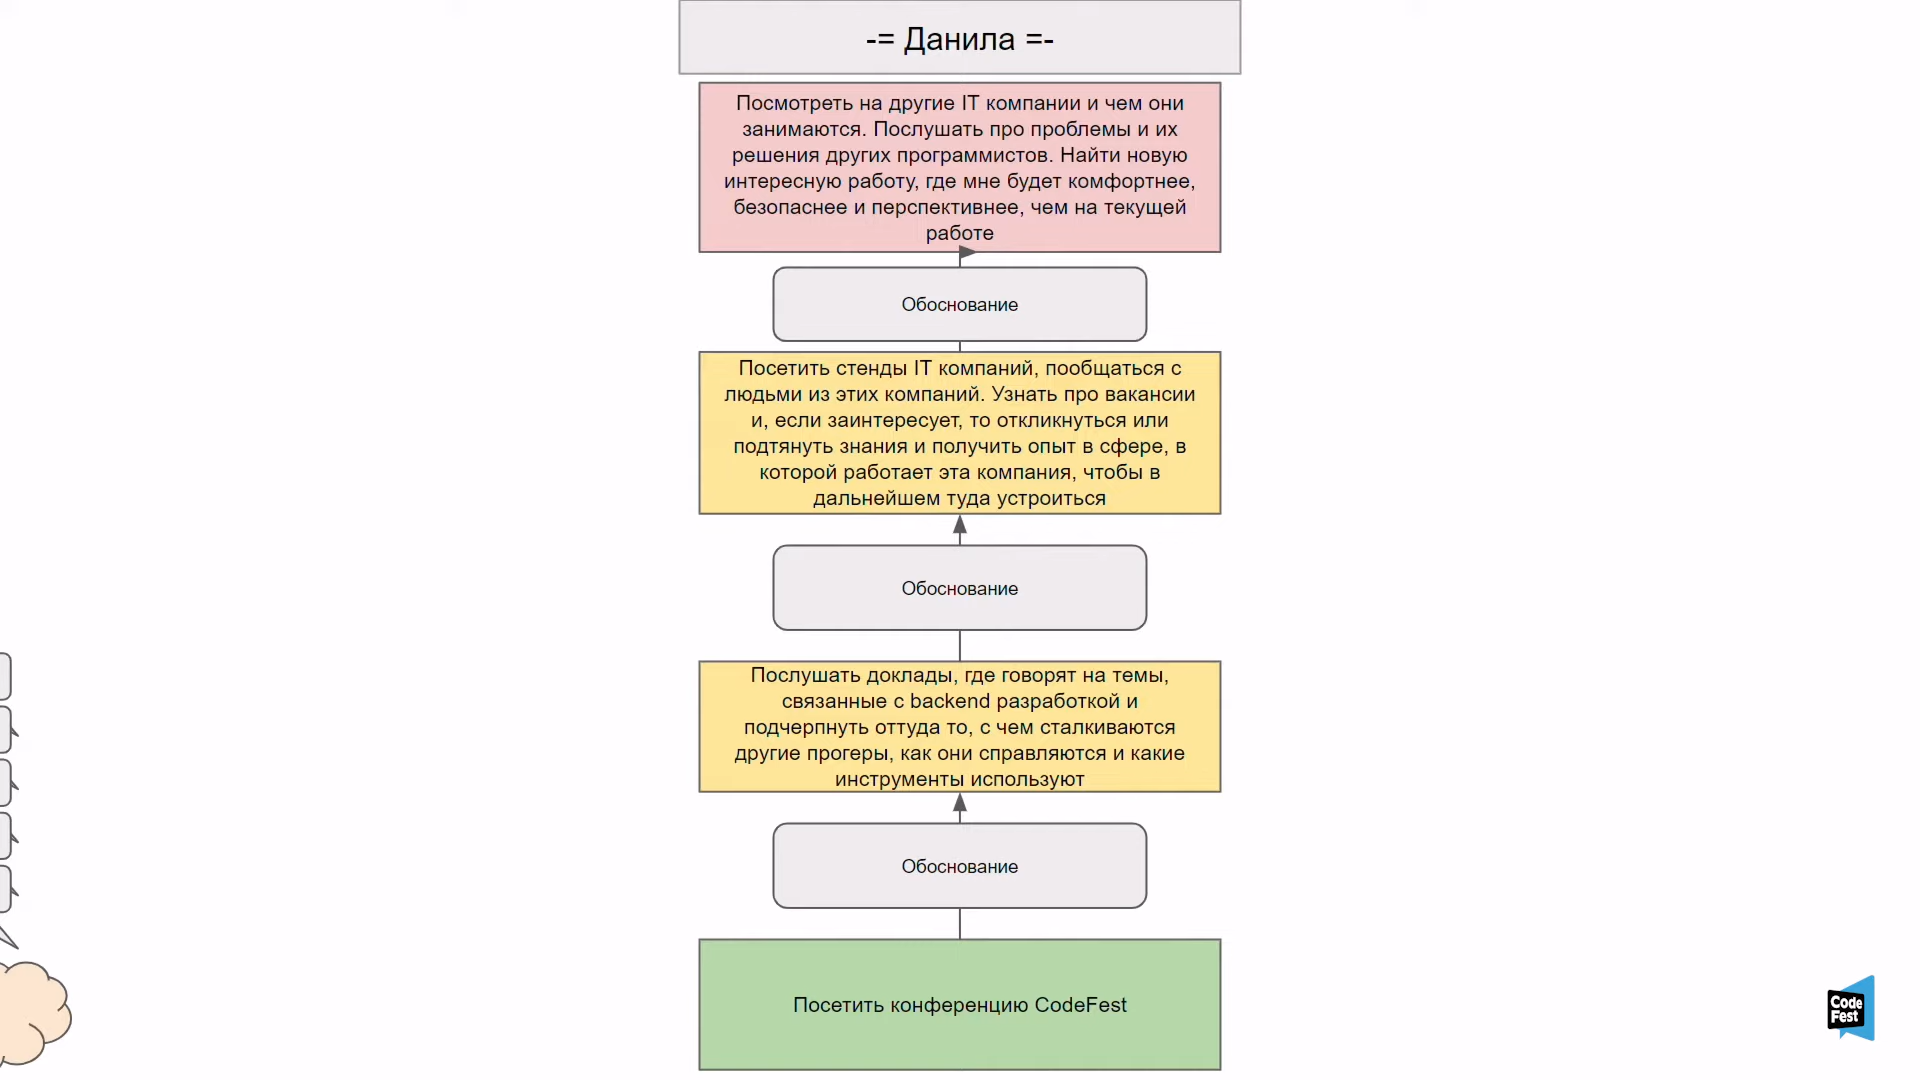 -= Данила =-
Посмотреть на другие IT компании и чем они
занимаются. Послушать про проблемы и их
решения других программистов. Найти новую
интересную работу, где мне будет комфортнее,
безопаснее и перспективнее, чем на текущей
работе
Обоснование
Посетить стенды IT компаний, пообщаться с
людьми из этих компаний. Узнать про вакансии
и, если заинтересует, то откликнуться или
подтянуть знания и получить опыт в сфере, в
которой работает эта компания, чтобы в
дальнейшем туда устроиться
Обоснование
Послушать доклады, где говорят на темы,
связанные с backend разработкой и
подчерпнуть оттуда то, с чем сталкиваются
другие прогеры, как они справляются и какие
инструменты используют
Обоснование
Посетить конференцию CodeFest
Code
Fest